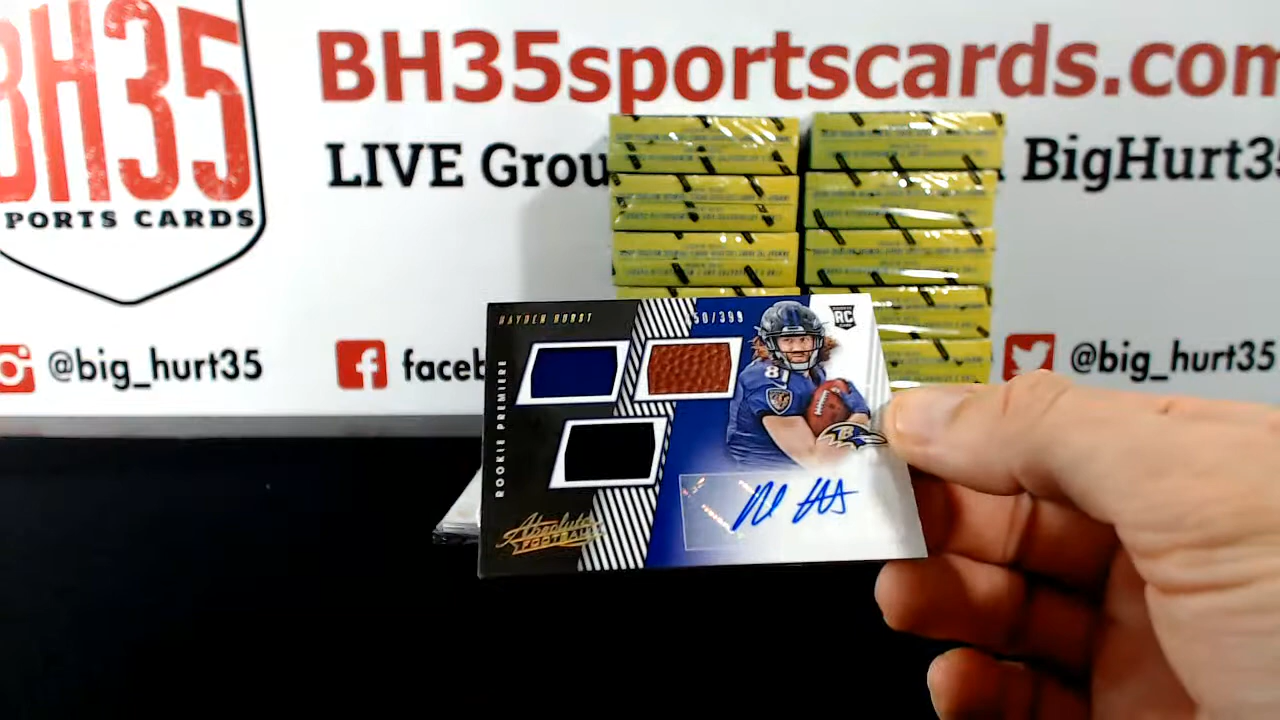 BH35
PORTS CARDS
BH35sportscards.com
LIVE Grou
BigHurt35
@big_hurt35
faceb
@big_hurt35
HAYDEN HURST
50/399
RC
ROOKIE PREMIERE
81
Absolute
FOOTBALL